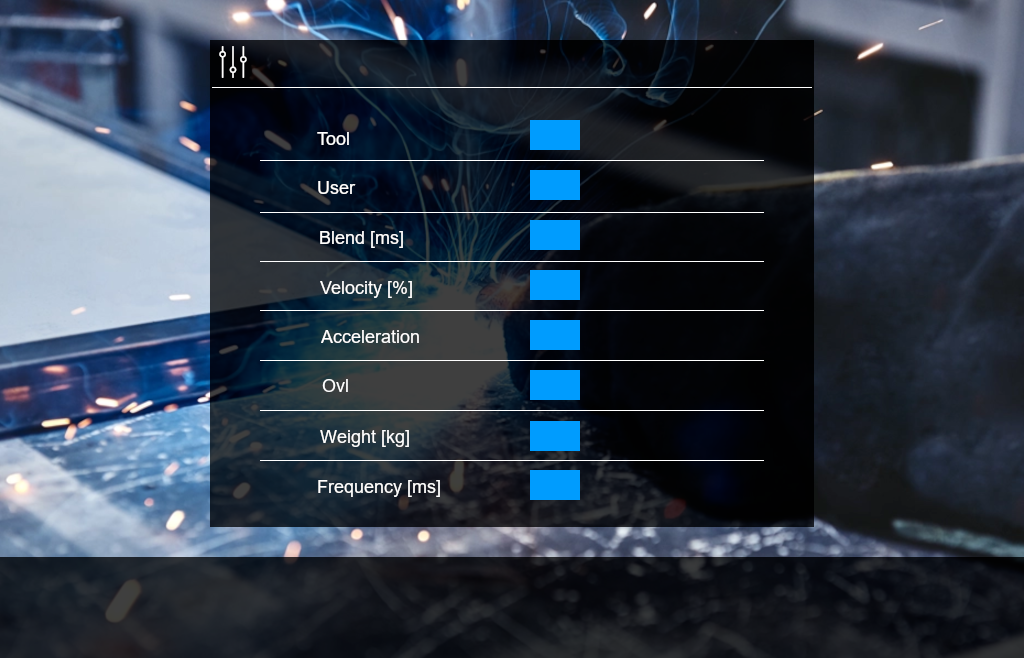 Tool
User
Blend [ms]
Velocity [%]
Acceleration
Ovl
Weight [kg]
Frequency [ms]